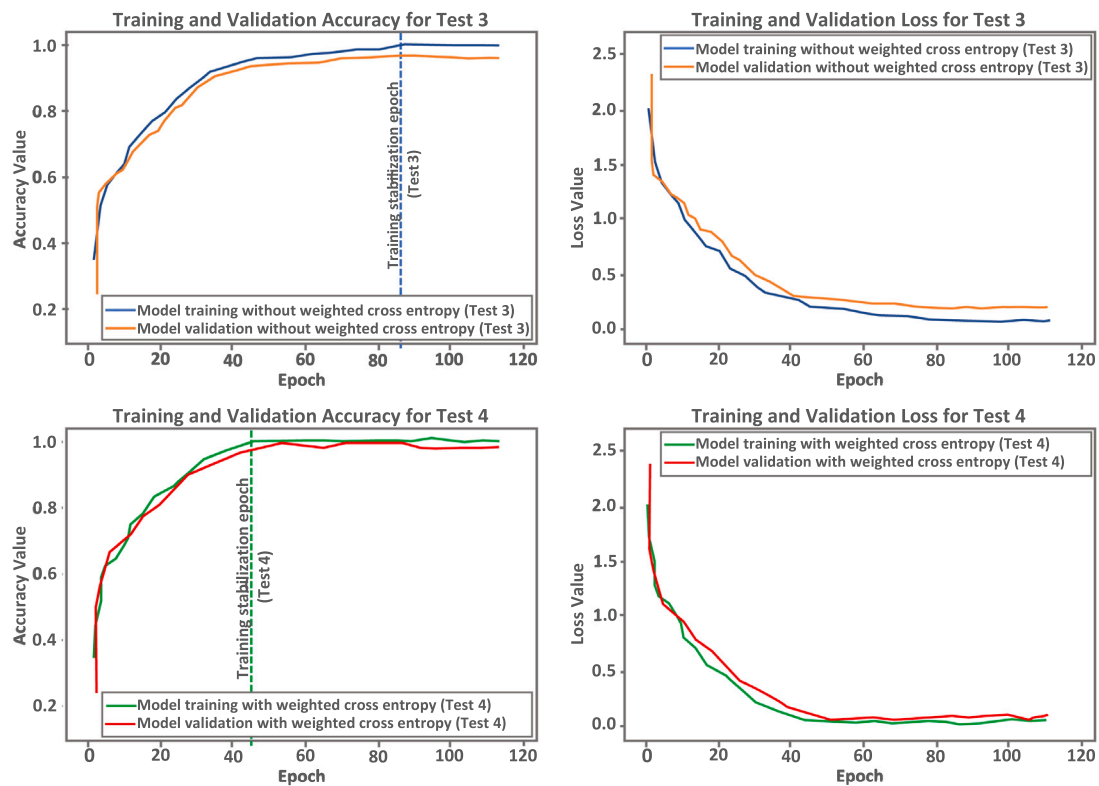 Training and Validation Accuracy for Test 3
1.0
0.8
0.6
0.4
0.2
Accuracy Value
Training stabilization epoch
(Test 3)
Model training without weighted cross entropy (Test 3)
Model validation without weighted cross entropy (Test 3)
0 20 40 60 80 100 120
Epoch
Training and Validation Loss for Test 3
2.5
2.0
1.5
1.0
0.5
0.0
Loss Value
Model training without weighted cross entropy (Test 3)
Model validation without weighted cross entropy (Test 3)
0 20 40 60 80 100 120
Epoch
Training and Validation Accuracy for Test 4
1.0
0.8
0.6
0.4
0.2
Accuracy Value
Training stabilization epoch
(Test 4)
Model training with weighted cross entropy (Test 4)
Model validation with weighted cross entropy (Test 4)
0 20 40 60 80 100 120
Epoch
Training and Validation Loss for Test 4
2.5
2.0
1.5
1.0
0.5
0.0
Loss Value
Model training with weighted cross entropy (Test 4)
Model validation with weighted cross entropy (Test 4)
0 20 40 60 80 100 120
Epoch